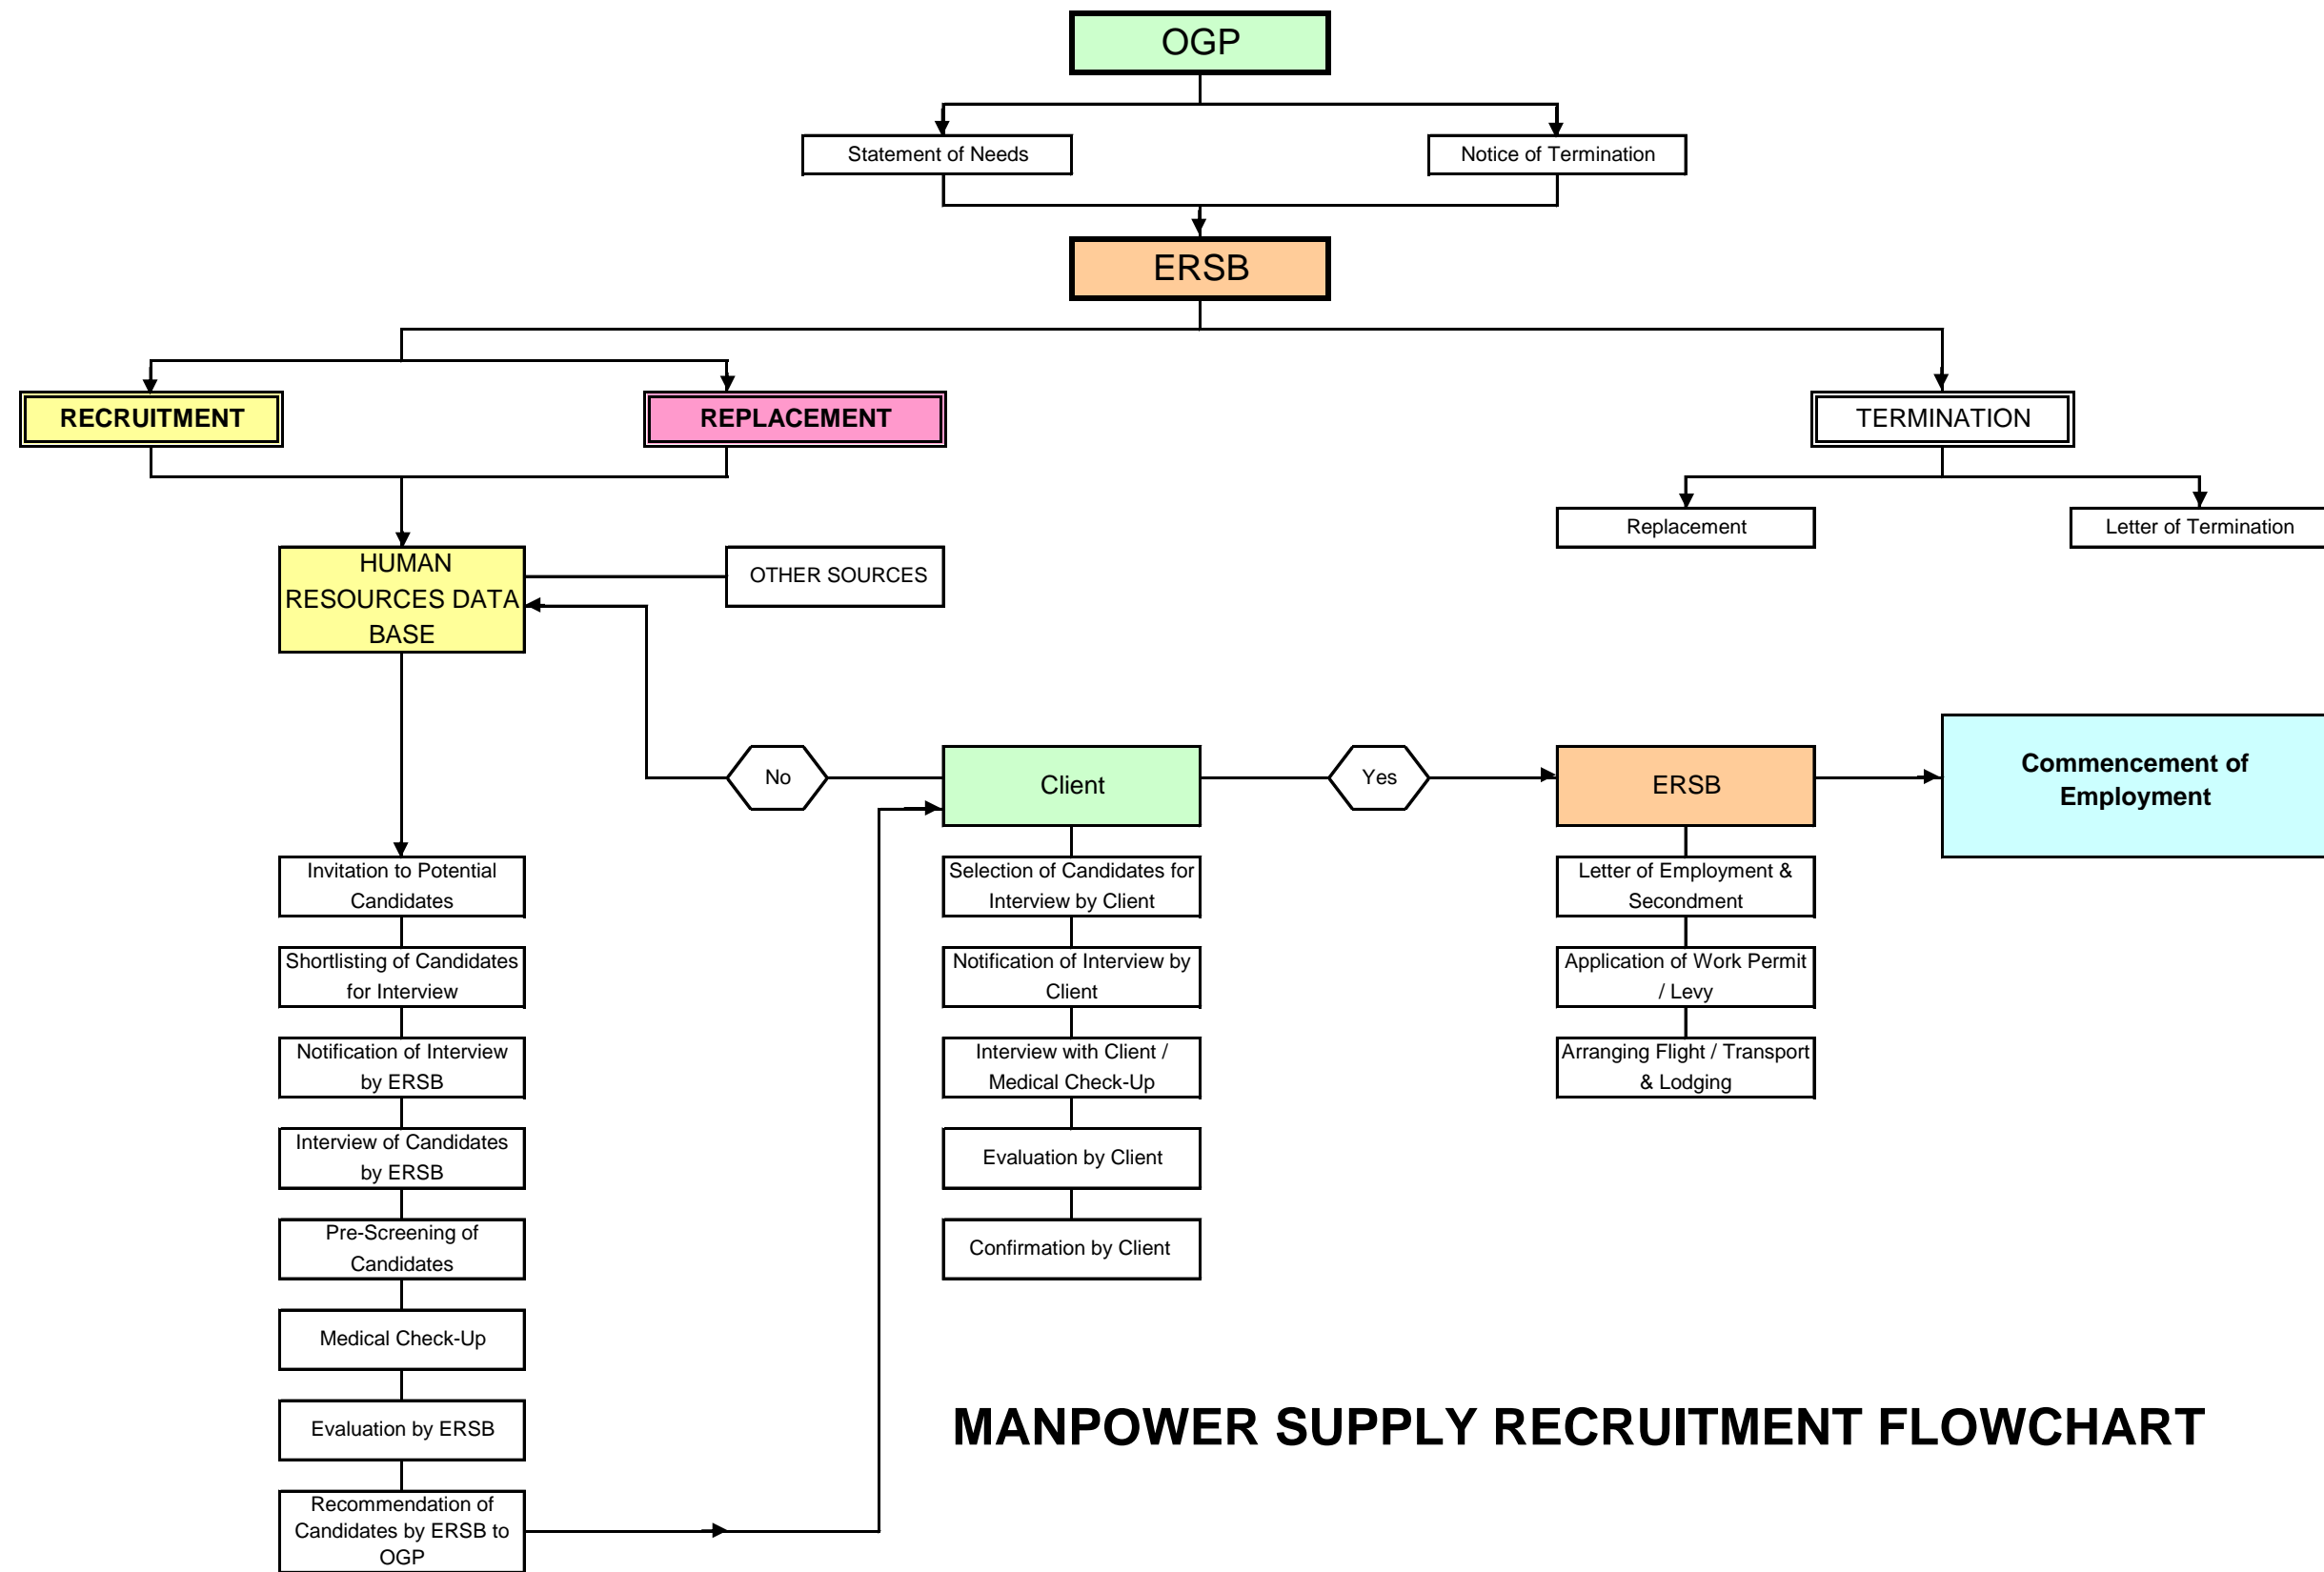 OGP
Statement of Needs
Notice of Termination
ERSB
RECRUITMENT
REPLACEMENT
TERMINATION
Replacement
Letter of Termination
HUMAN
RESOURCES DATA
BASE
OTHER SOURCES
No
Client
Yes
ERSB
Commencement of
Employment
Invitation to Potential
Candidates
Shortlisting of Candidates
for Interview
Notification of Interview
by ERSB
Interview of Candidates
by ERSB
Pre-Screening of
Candidates
Medical Check-Up
Evaluation by ERSB
Recommendation of
Candidates by ERSB to
OGP
Selection of Candidates for
Interview by Client
Notification of Interview by
Client
Interview with Client /
Medical Check-Up
Evaluation by Client
Confirmation by Client
Letter of Employment &
Secondment
Application of Work Permit
/ Levy
Arranging Flight / Transport
& Lodging
MANPOWER SUPPLY RECRUITMENT FLOWCHART